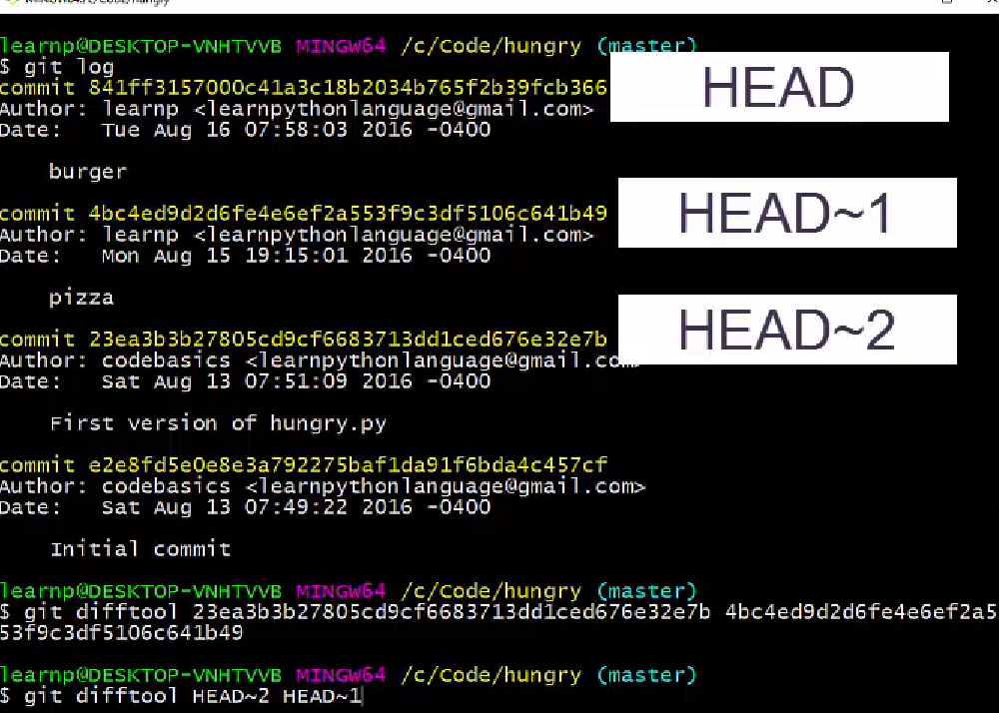 MINGW64:/c/Code/hungry
learnp@DESKTOP-VNHTVVB MINGW64 /c/Code/hungry (master)
$ git log
commit 841ff3157000c41a3c18b2034b765f2b39fcb366
HEAD
Author: learnp <learnpythonlanguage@gmail.com>
Date:   Tue Aug 16 07:58:03 2016 -0400
burger
commit 4bc4ed9d2d6fe4e6ef2a553f9c3df5106c641b49
HEAD~1
Author: learnp <learnpythonlanguage@gmail.com>
Date:   Mon Aug 15 19:15:01 2016 -0400
pizza
commit 23ea3b3b27805cd9cf6683713dd1ced676e32e7b
HEAD~2
Author: codebasics <learnpythonlanguage@gmail.com>
Date:   Sat Aug 13 07:51:09 2016 -0400
First version of hungry.py
commit e2e8fd5e0e8e3a792275baf1da91f6bda4c457cf
Author: codebasics <learnpythonlanguage@gmail.com>
Date:   Sat Aug 13 07:49:22 2016 -0400
Initial commit
learnp@DESKTOP-VNHTVVB MINGW64 /c/Code/hungry (master)
$ git difftool 23ea3b3b27805cd9cf6683713dd1ced676e32e7b 4bc4ed9d2d6fe4e6ef2a5
53f9c3df5106c641b49
learnp@DESKTOP-VNHTVVB MINGW64 /c/Code/hungry (master)
$ git difftool HEAD~2 HEAD~1